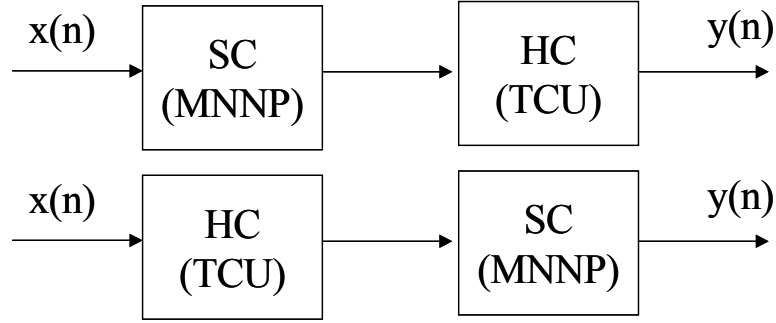 x(n)
SC
(MNNP)
HC
(TCU)
y(n)
x(n)
HC
(TCU)
SC
(MNNP)
y(n)